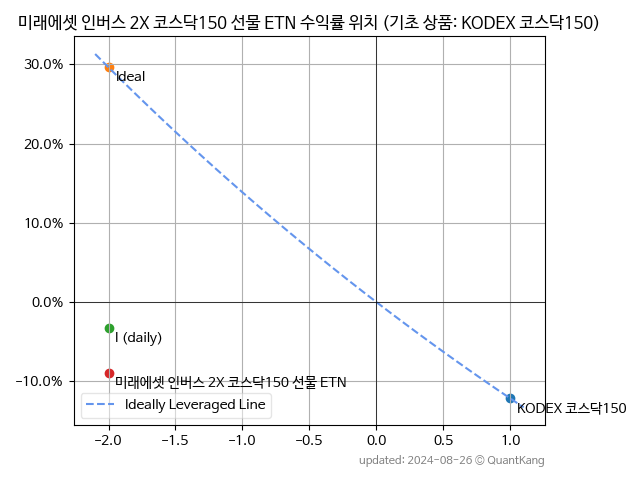 미래에셋 인버스 2X 코스닥150 선물 ETN 수익률 위치 (기초 상품: KODEX 코스닥150)
30.0%
20.0%
10.0%
0.0%
−10.0%
Ideal
I (daily)
미래에셋 인버스 2X 코스닥150 선물 ETN
KODEX 코스닥150
Ideally Leveraged Line
−2.0 −1.5 −1.0 −0.5 0.0 0.5 1.0
updated: 2024-08-26 © QuantKang